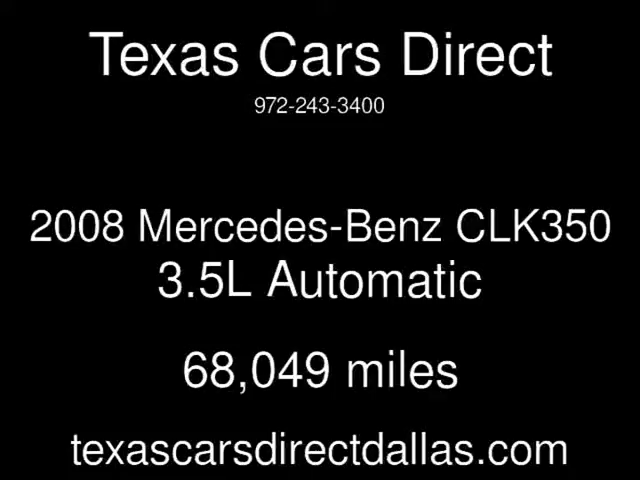 Texas Cars Direct
972-243-3400
2008 Mercedes-Benz CLK350
3.5L Automatic
68,049 miles
texascarsdirectdallas.com